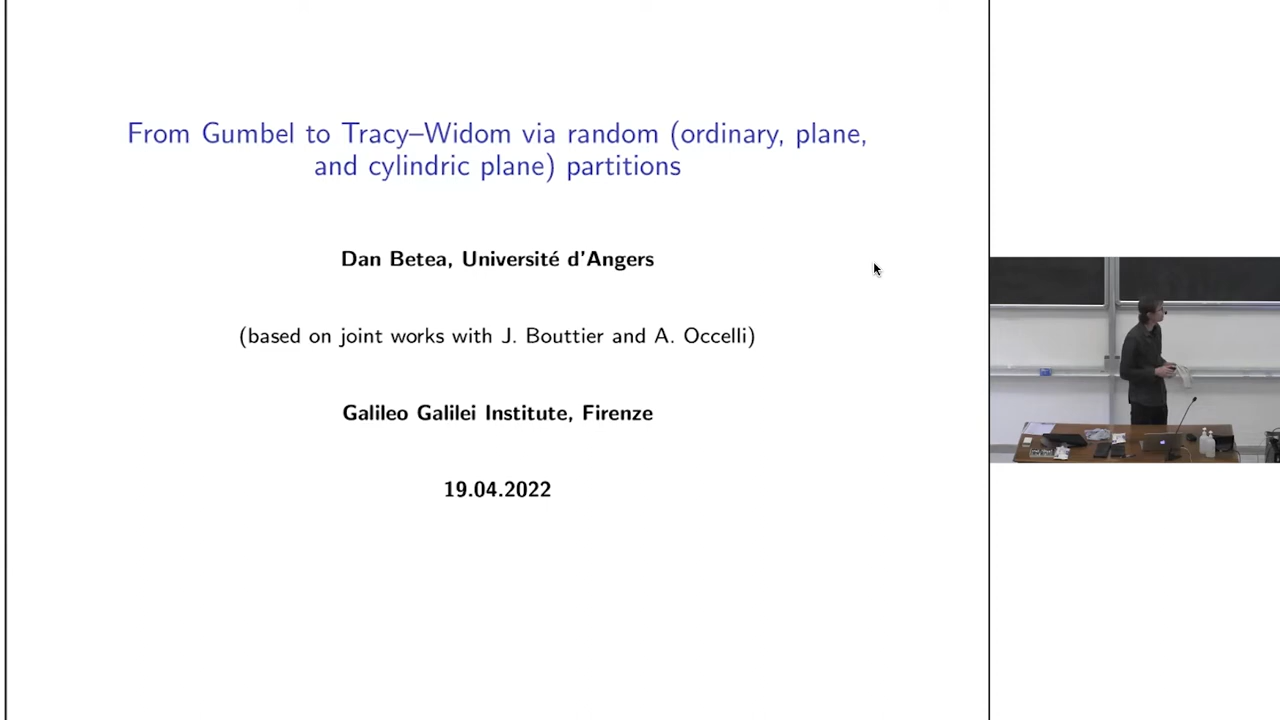 From Gumbel to Tracy–Widom via random (ordinary, plane,
and cylindric plane) partitions
Dan Betea, Université d'Angers
(based on joint works with J. Bouttier and A. Occelli)
Galileo Galilei Institute, Firenze
19.04.2022